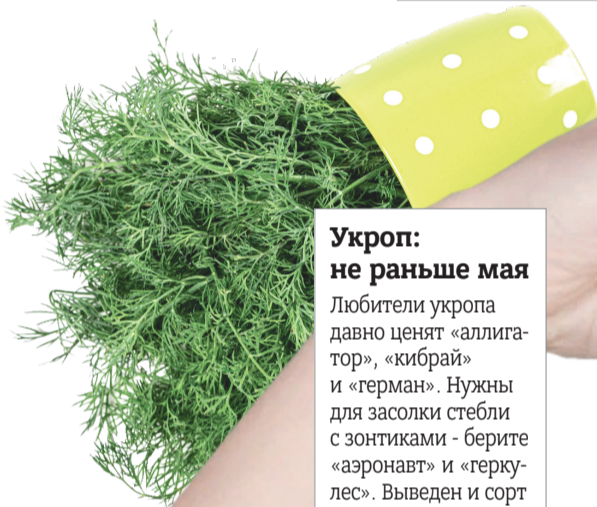 Укроп:
не раньше мая
Любители укропа
давно ценят «аллига-
тор», «кибрай»
и «герман». Нужны
для засолки стебли
с зонтиками - берите
«аэронавт» и «герку-
лес». Выведен и сорт